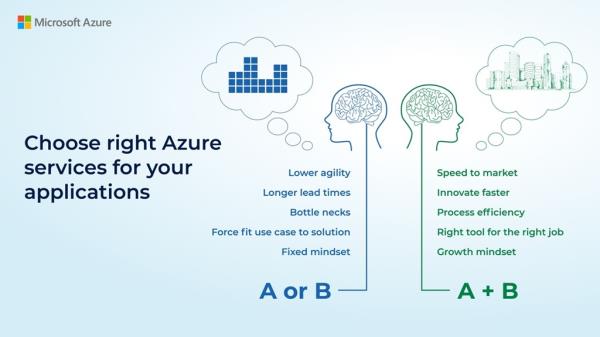 Microsoft Azure
Choose right Azure
services for your
applications
Lower agility
Longer lead times
Bottle necks
Force fit use case to solution
Fixed mindset
A or B
Speed to market
Innovate faster
Process efficiency
Right tool for the right job
Growth mindset
A + B